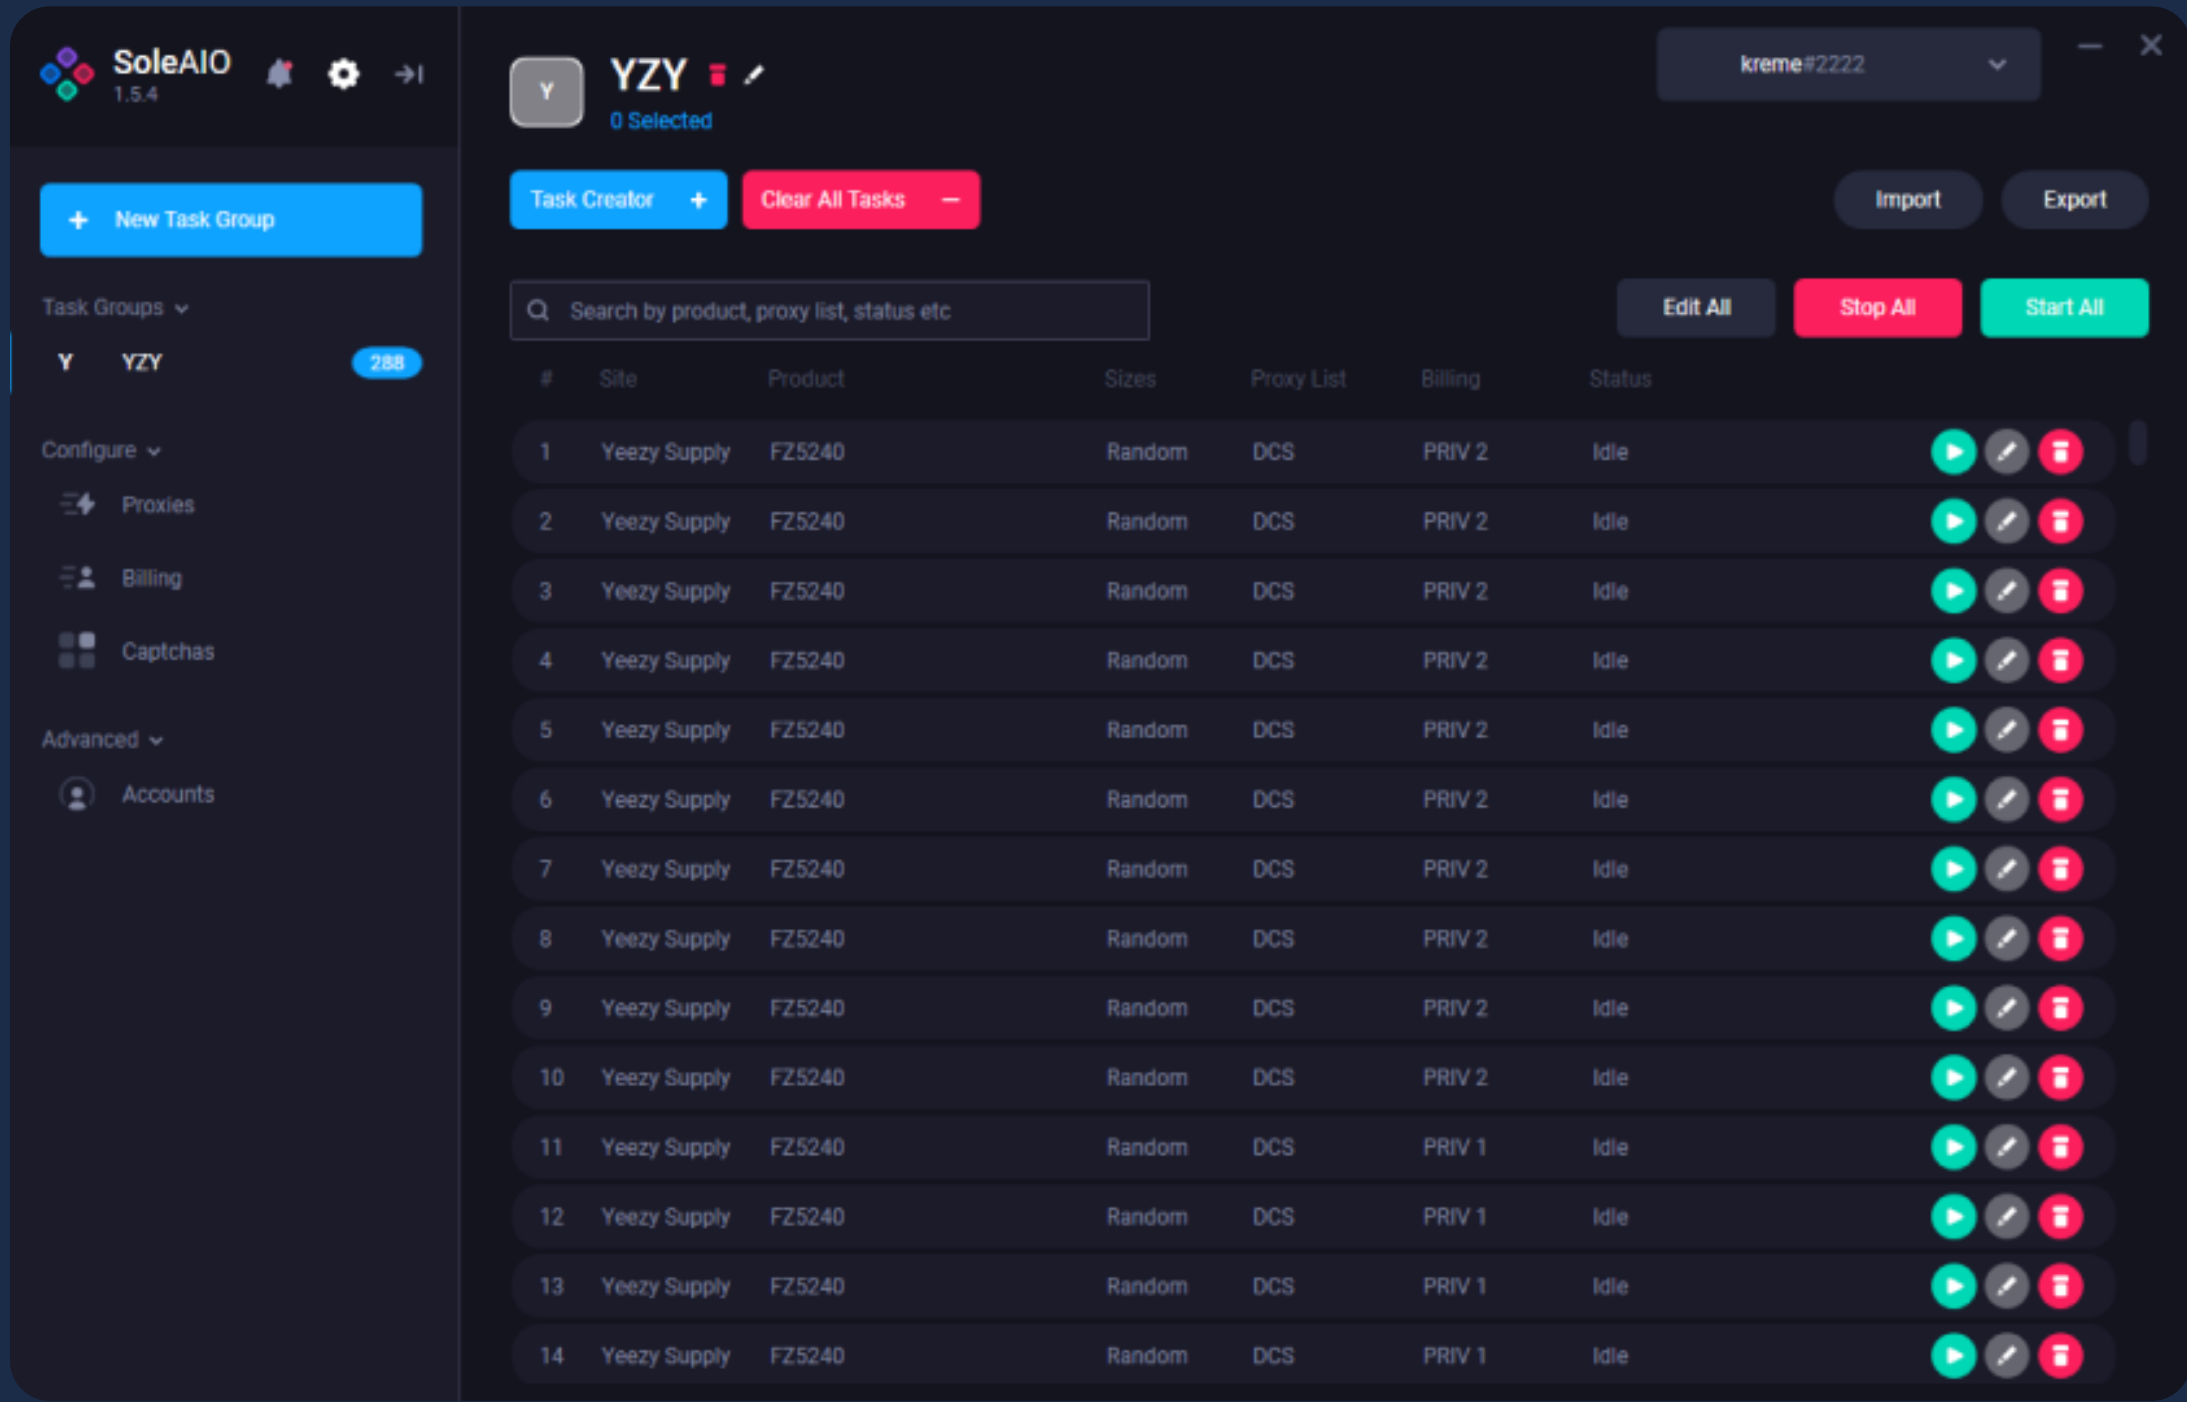 SoleAIO
1.5.4
New Task Group
Task Groups
Y YZY 288
Configure
Proxies
Billing
Captchas
Advanced
Accounts
Y
YZY
0 Selected
kreme#2222
Task Creator +
Clear All Tasks −
Import
Export
Search by product, proxy list, status etc
Edit All
Stop All
Start All
# Site Product Sizes Proxy List Billing Status
1 Yeezy Supply FZ5240 Random DCS PRIV 2 Idle
2 Yeezy Supply FZ5240 Random DCS PRIV 2 Idle
3 Yeezy Supply FZ5240 Random DCS PRIV 2 Idle
4 Yeezy Supply FZ5240 Random DCS PRIV 2 Idle
5 Yeezy Supply FZ5240 Random DCS PRIV 2 Idle
6 Yeezy Supply FZ5240 Random DCS PRIV 2 Idle
7 Yeezy Supply FZ5240 Random DCS PRIV 2 Idle
8 Yeezy Supply FZ5240 Random DCS PRIV 2 Idle
9 Yeezy Supply FZ5240 Random DCS PRIV 2 Idle
10 Yeezy Supply FZ5240 Random DCS PRIV 2 Idle
11 Yeezy Supply FZ5240 Random DCS PRIV 1 Idle
12 Yeezy Supply FZ5240 Random DCS PRIV 1 Idle
13 Yeezy Supply FZ5240 Random DCS PRIV 1 Idle
14 Yeezy Supply FZ5240 Random DCS PRIV 1 Idle